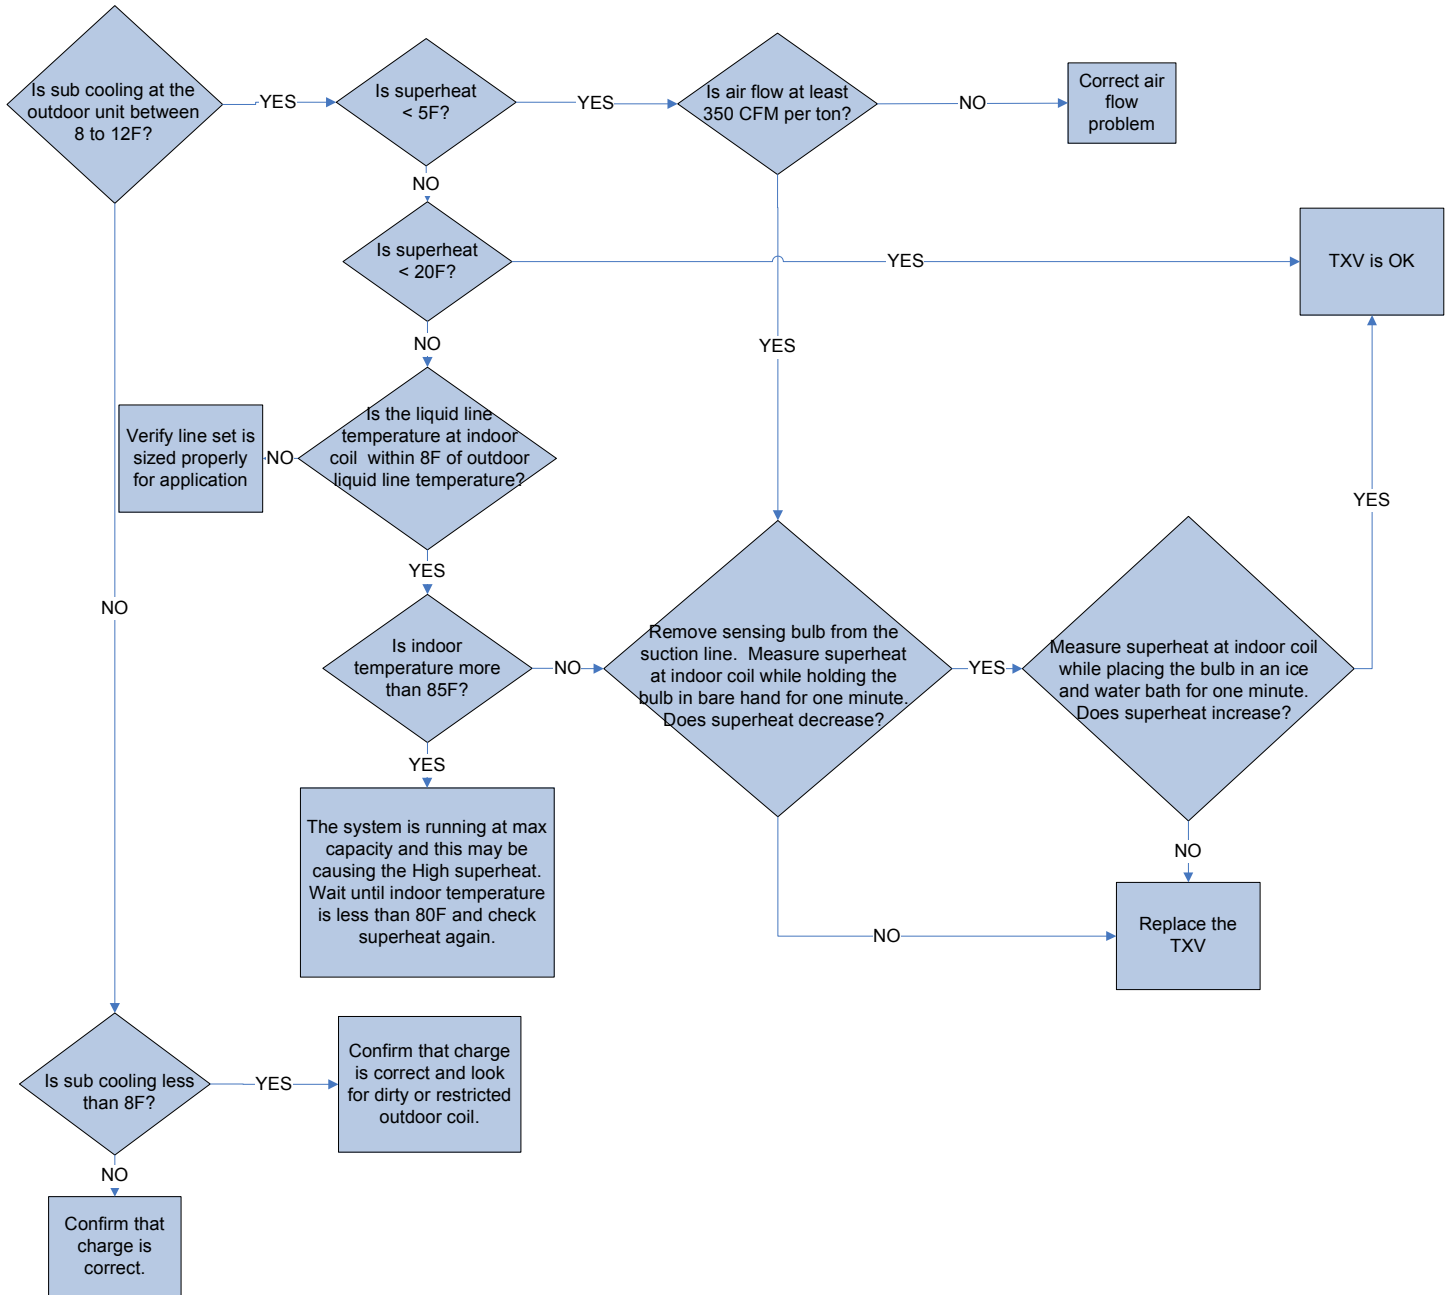 Is sub cooling at the
outdoor unit between
8 to 12F?
YES
Is superheat
< 5F?
YES
Is air flow at least
350 CFM per ton?
NO
Correct air
flow
problem
NO
Is superheat
< 20F?
YES
TXV is OK
NO
YES
Verify line set is
sized properly
for application
NO
Is the liquid line
temperature at indoor
coil within 8F of outdoor
liquid line temperature?
YES
YES
NO
Is indoor
temperature more
than 85F?
NO
Remove sensing bulb from the
suction line. Measure superheat
at indoor coil while holding the
bulb in bare hand for one minute.
Does superheat decrease?
YES
Measure superheat at indoor coil
while placing the bulb in an ice
and water bath for one minute.
Does superheat increase?
YES
The system is running at max
capacity and this may be
causing the High superheat.
Wait until indoor temperature
is less than 80F and check
superheat again.
NO
NO
Replace the
TXV
Is sub cooling less
than 8F?
YES
Confirm that charge
is correct and look
for dirty or restricted
outdoor coil.
NO
Confirm that
charge is
correct.